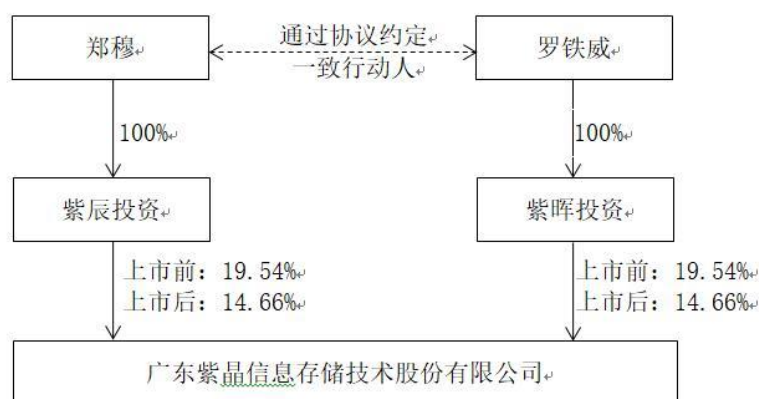 郑穆
通过协议约定
一致行动人
罗铁威
100%
100%
紫辰投资
紫晖投资
上市前：19.54%
上市后：14.66%
上市前：19.54%
上市后：14.66%
广东紫晶信息存储技术股份有限公司